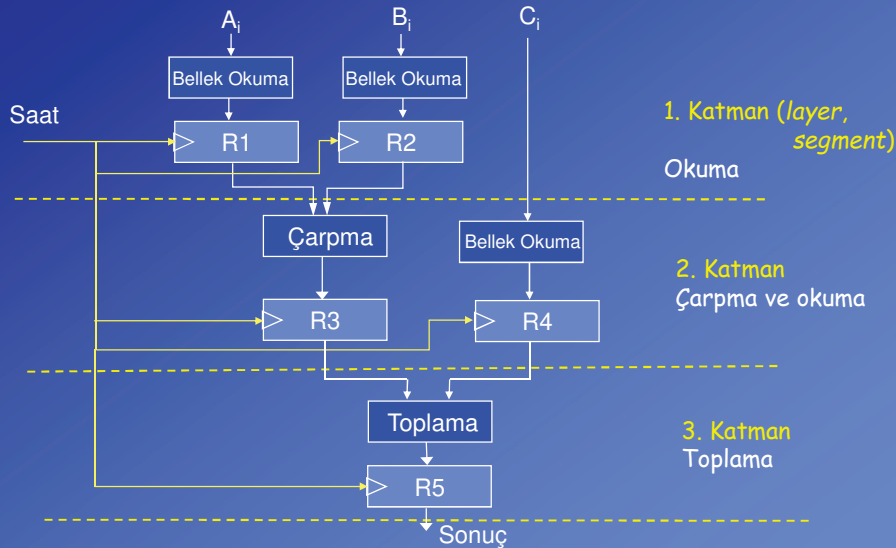 Aᵢ
Bᵢ
Cᵢ
Bellek Okuma
Bellek Okuma
Saat
R1
R2
1. Katman (layer,
segment)
Okuma
Çarpma
Bellek Okuma
2. Katman
Çarpma ve okuma
R3
R4
Toplama
3. Katman
Toplama
R5
Sonuç